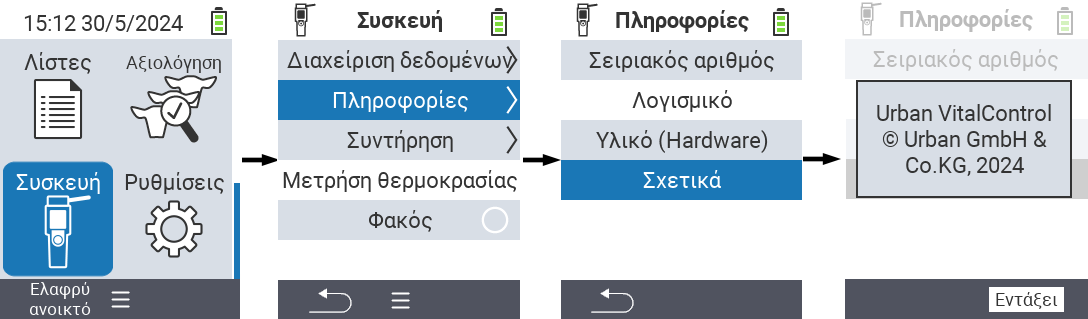 15:12 30/5/2024
Λίστες
Αξιολόγηση
Συσκευή
Ρυθμίσεις
Ελαφρύ
ανοικτό
Συσκευή
Διαχείριση δεδομένων
Πληροφορίες
Συντήρηση
Μετρήση θερμοκρασίας
Φακός
Πληροφορίες
Σειριακός αριθμός
Λογισμικό
Υλικό (Hardware)
Σχετικά
Πληροφορίες
Σειριακός αριθμός
Urban VitalControl
© Urban GmbH &
Co.KG, 2024
Εντάξει